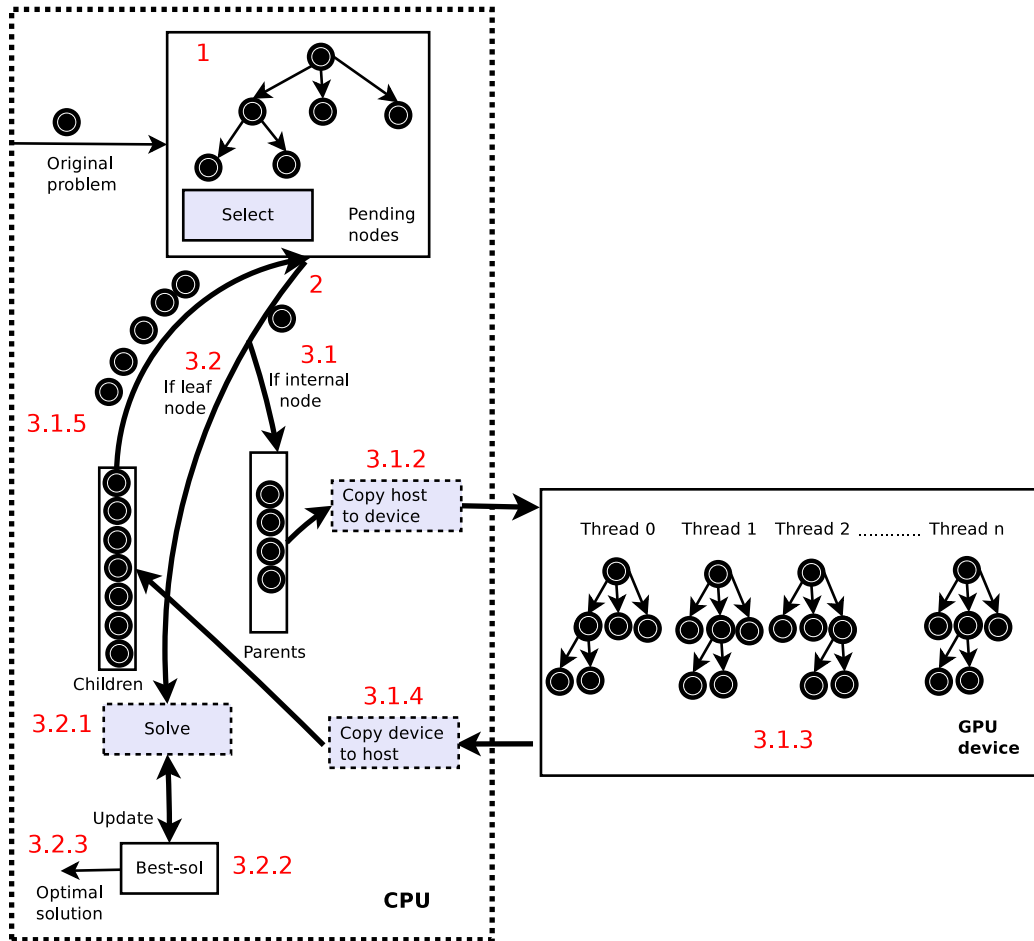 1
Original
problem
Select
Pending
nodes
2
3.2
3.1
If leaf
node
If internal
node
3.1.5
3.1.2
Copy host
to device
Thread 0
Thread 1
Thread 2
............
Thread n
Parents
Children
3.2.1
Solve
3.1.4
Copy device
to host
3.1.3
GPU
device
Update
3.2.3
Best-sol
3.2.2
Optimal
solution
CPU